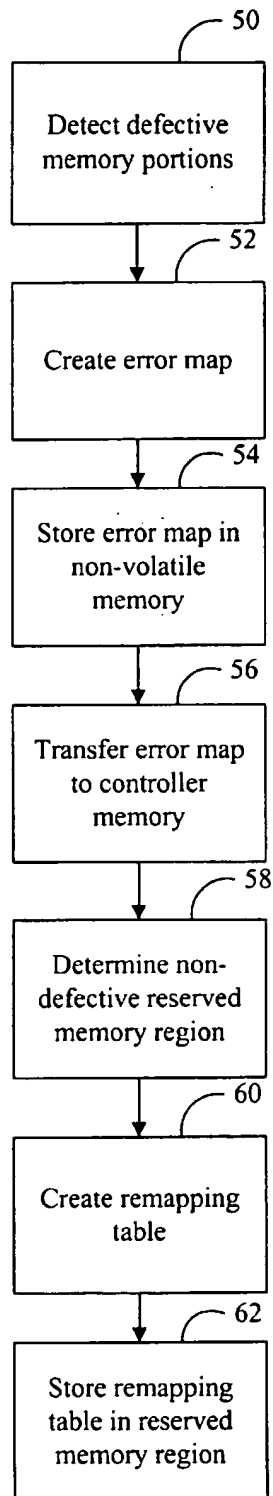 50
Detect defective
memory portions
52
Create error map
54
Store error map in
non-volatile
memory
56
Transfer error map
to controller
memory
58
Determine non-
defective reserved
memory region
60
Create remapping
table
62
Store remapping
table in reserved
memory region